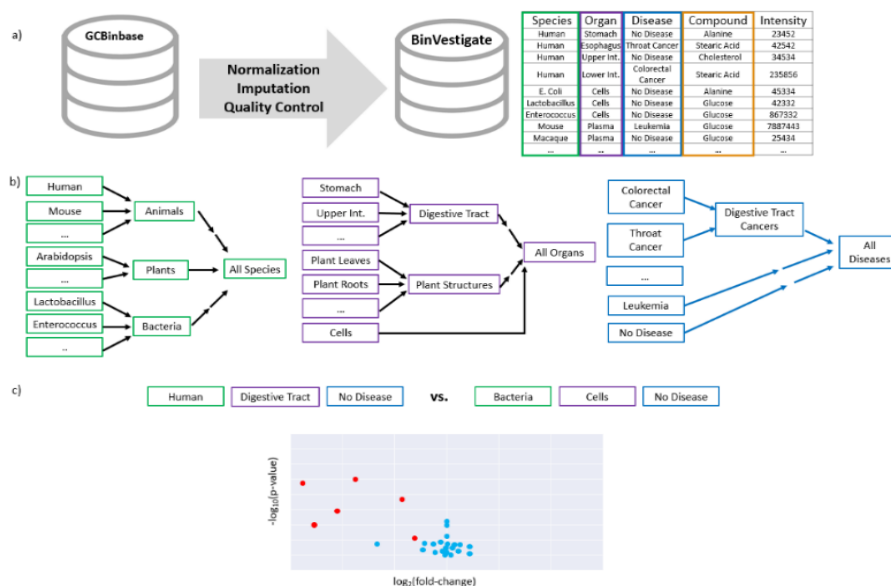 a)
GCBinbase
Normalization
Imputation
Quality Control
BinVestigate
Species Organ Disease Compound Intensity
Human Stomach No Disease Alanine 23452
Human Esophagus Throat Cancer Stearic Acid 42542
Human Upper Int. No Disease Cholesterol 34534
Human Lower Int. Colorectal Cancer Stearic Acid 235856
E. Coli Cells No Disease Alanine 45334
Lactobacillus Cells No Disease Glucose 42332
Enterococcus Cells No Disease Glucose 867332
Mouse Plasma Leukemia Glucose 7887443
Macaque Plasma No Disease Glucose 25434
... ... ... ... ...
b)
Human
Mouse
...
Arabidopsis
...
Lactobacillus
Enterococcus
..
Animals
Plants
Bacteria
All Species
Stomach
Upper Int.
...
Plant Leaves
Plant Roots
...
Cells
Digestive Tract
Plant Structures
All Organs
Colorectal
Cancer
Throat
Cancer
...
Leukemia
No Disease
Digestive Tract
Cancers
All
Diseases
c)
Human Digestive Tract No Disease vs. Bacteria Cells No Disease
-log10(p-value)
log2(fold-change)